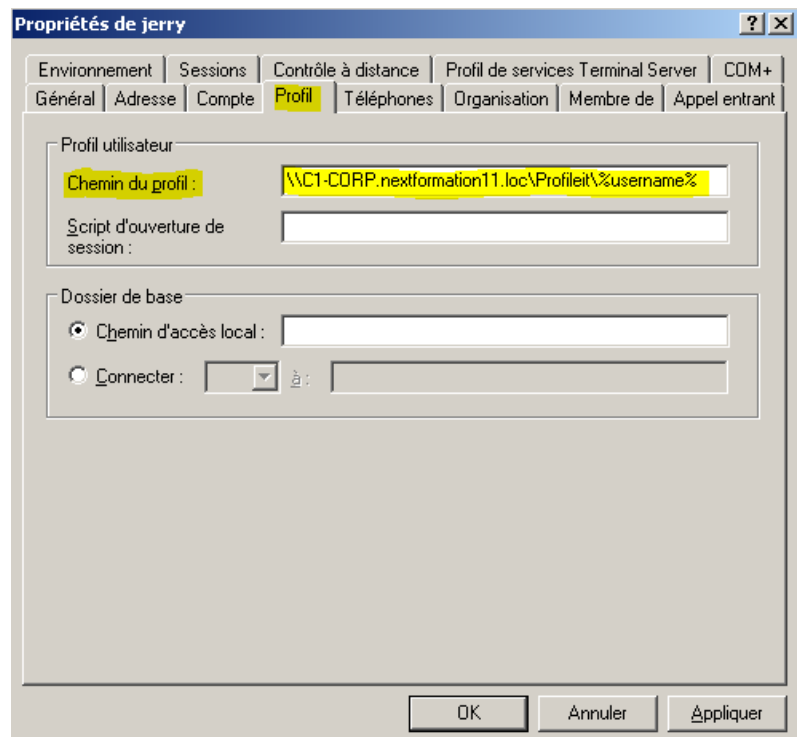 Propriétés de jerry
Environnement Sessions Contrôle à distance Profil de services Terminal Server COM+
Général Adresse Compte Profil Téléphones Organisation Membre de Appel entrant
Profil utilisateur
Chemin du profil : \\C1-CORP.nextformation11.loc\Profileit\%username%
Script d'ouverture de
session :
Dossier de base
Chemin d'accès local :
Connecter : à :
OK Annuler Appliquer